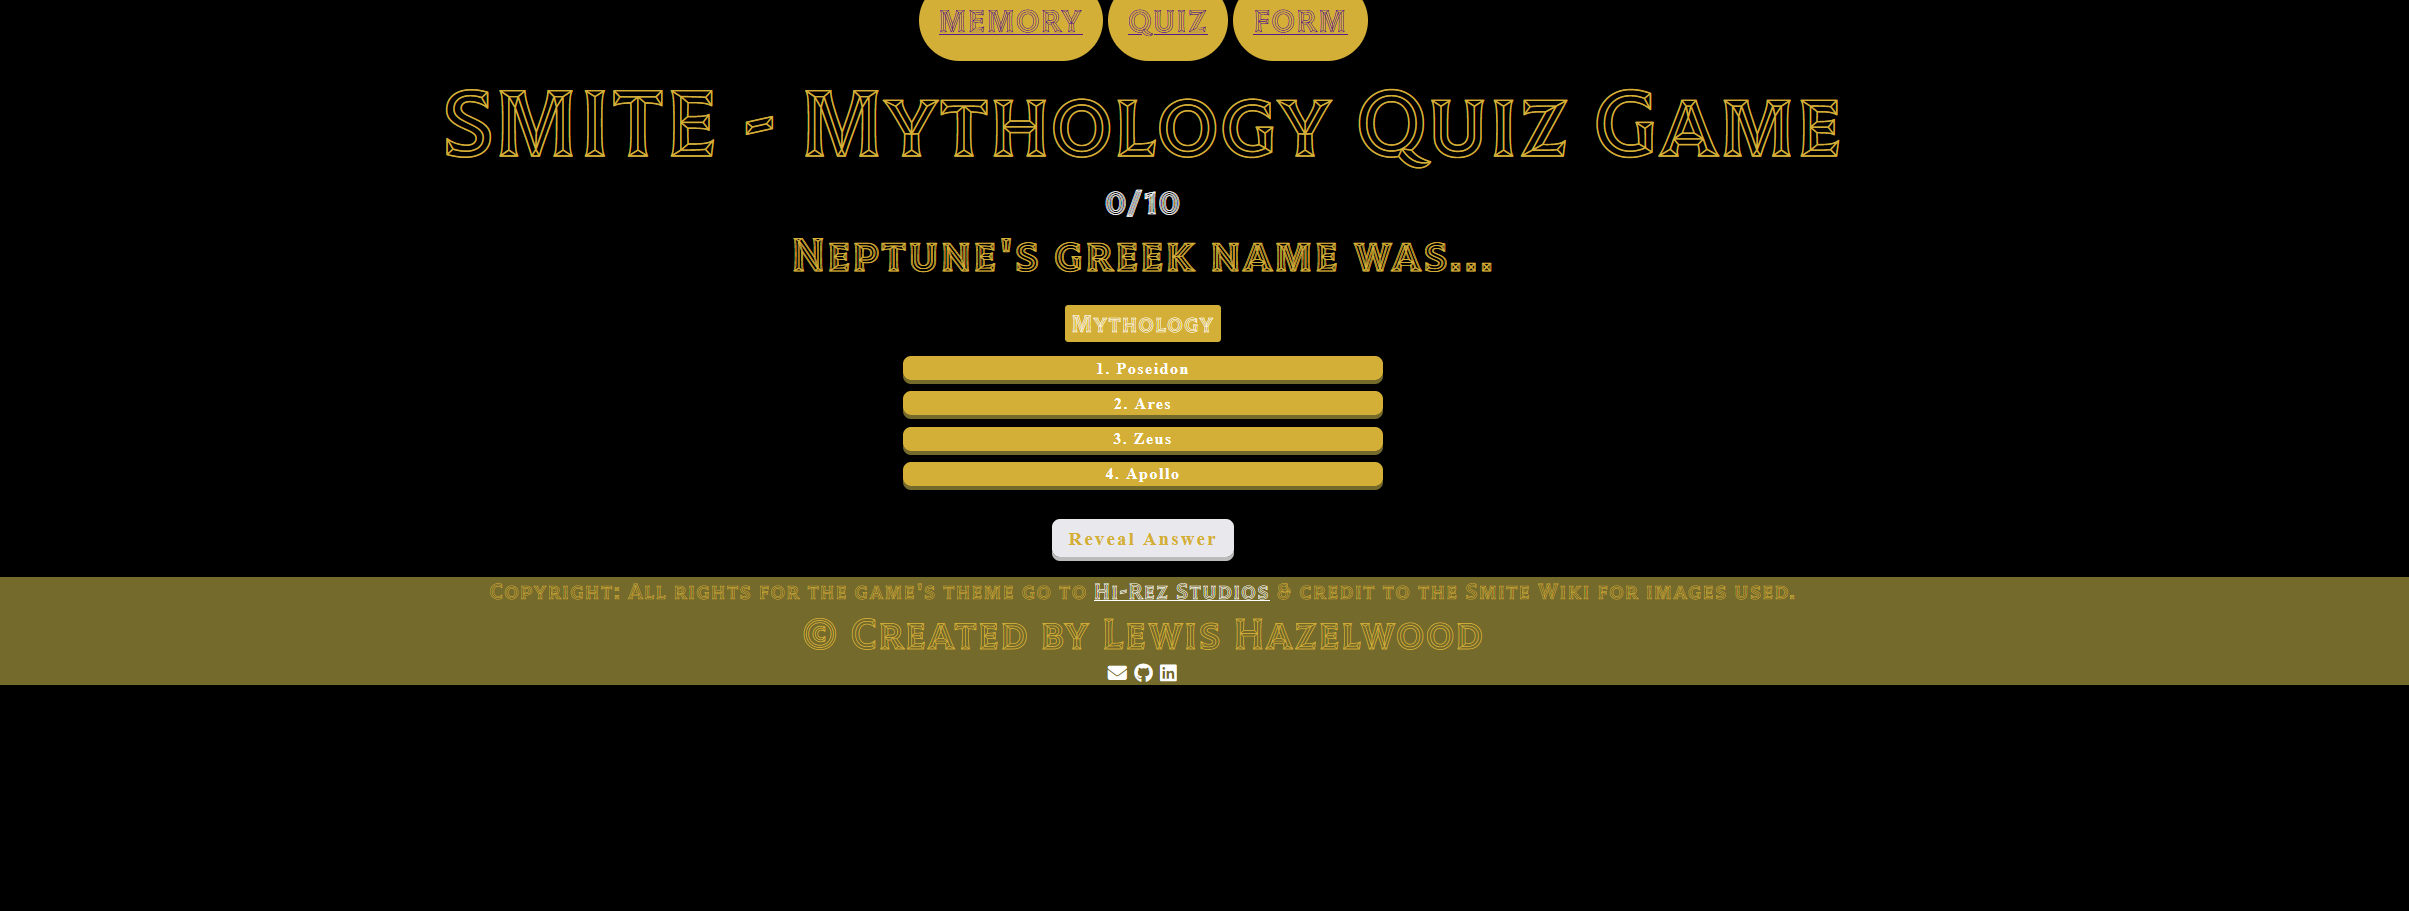 MEMORY QUIZ FORM
SMITE - Mythology Quiz Game
0/10
Neptune's greek name was...
Mythology
1. Poseidon
2. Ares
3. Zeus
4. Apollo
Reveal Answer
Copyright: All rights for the game's theme go to Hi-Rez Studios & credit to the Smite Wiki for images used.
© Created by Lewis Hazelwood